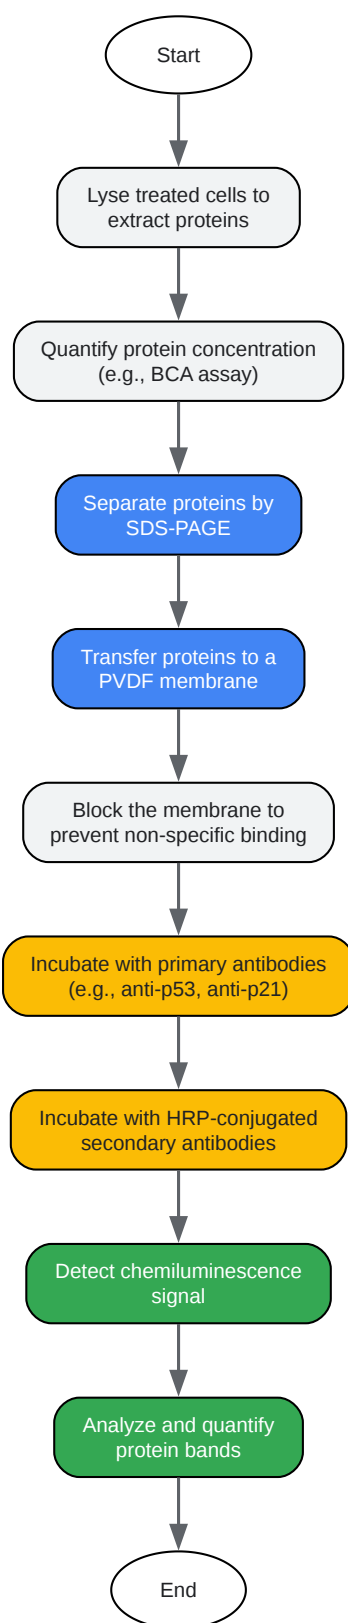 Start
Lyse treated cells to
extract proteins
Quantify protein concentration
(e.g., BCA assay)
Separate proteins by
SDS-PAGE
Transfer proteins to a
PVDF membrane
Block the membrane to
prevent non-specific binding
Incubate with primary antibodies
(e.g., anti-p53, anti-p21)
Incubate with HRP-conjugated
secondary antibodies
Detect chemiluminescence
signal
Analyze and quantify
protein bands
End